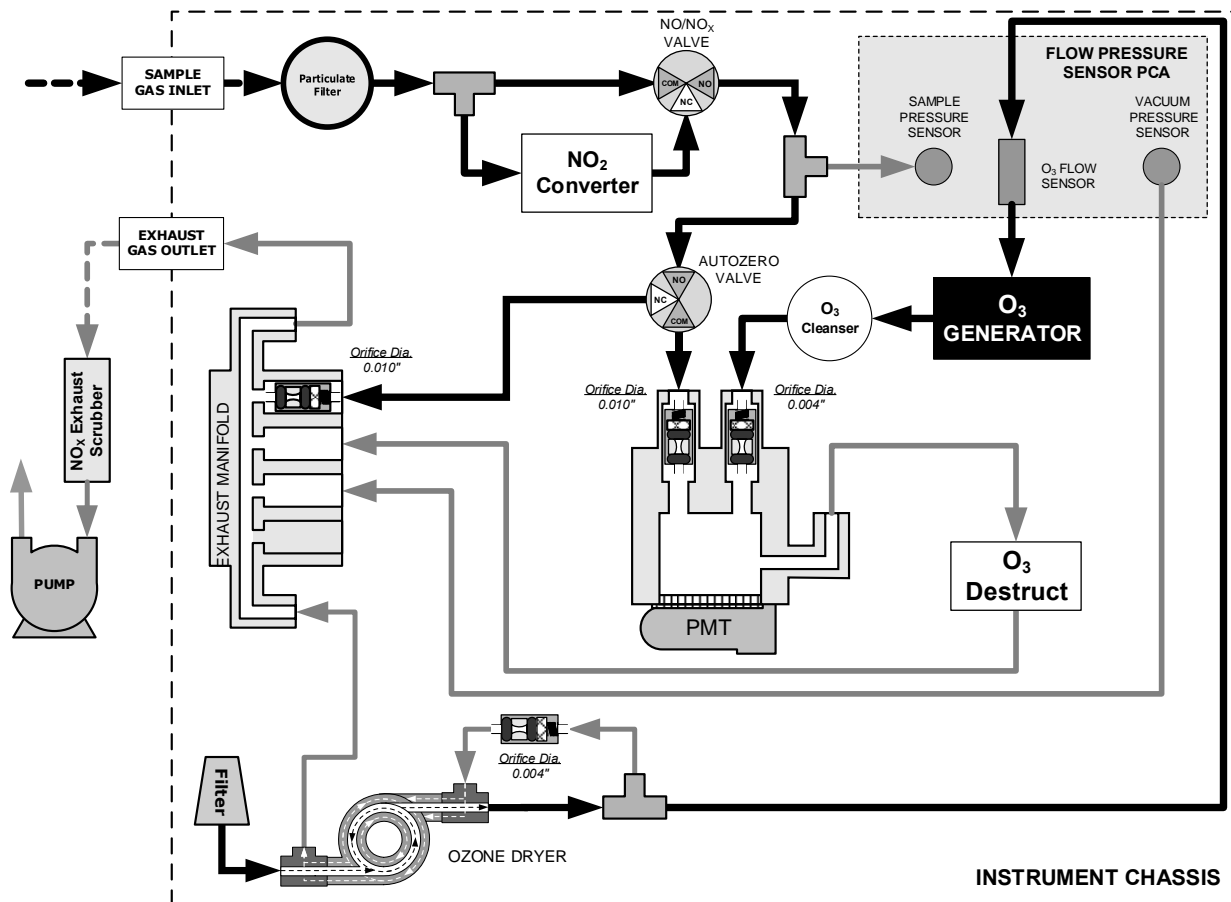 NO/NOX
VALVE
SAMPLE
GAS INLET
Particulate
Filter
COM
NO
NC
FLOW PRESSURE
SENSOR PCA
SAMPLE
PRESSURE
SENSOR
VACUUM
PRESSURE
SENSOR
O3 FLOW
SENSOR
NO2
Converter
EXHAUST
GAS OUTLET
AUTOZERO
VALVE
NO
NC
COM
O3
Cleanser
O3
GENERATOR
Orifice Dia.
0.010"
Orifice Dia.
0.010"
Orifice Dia.
0.004"
NOX Exhaust
Scrubber
EXHAUST MANIFOLD
PUMP
O3
Destruct
PMT
Orifice Dia.
0.004"
Filter
OZONE DRYER
INSTRUMENT CHASSIS